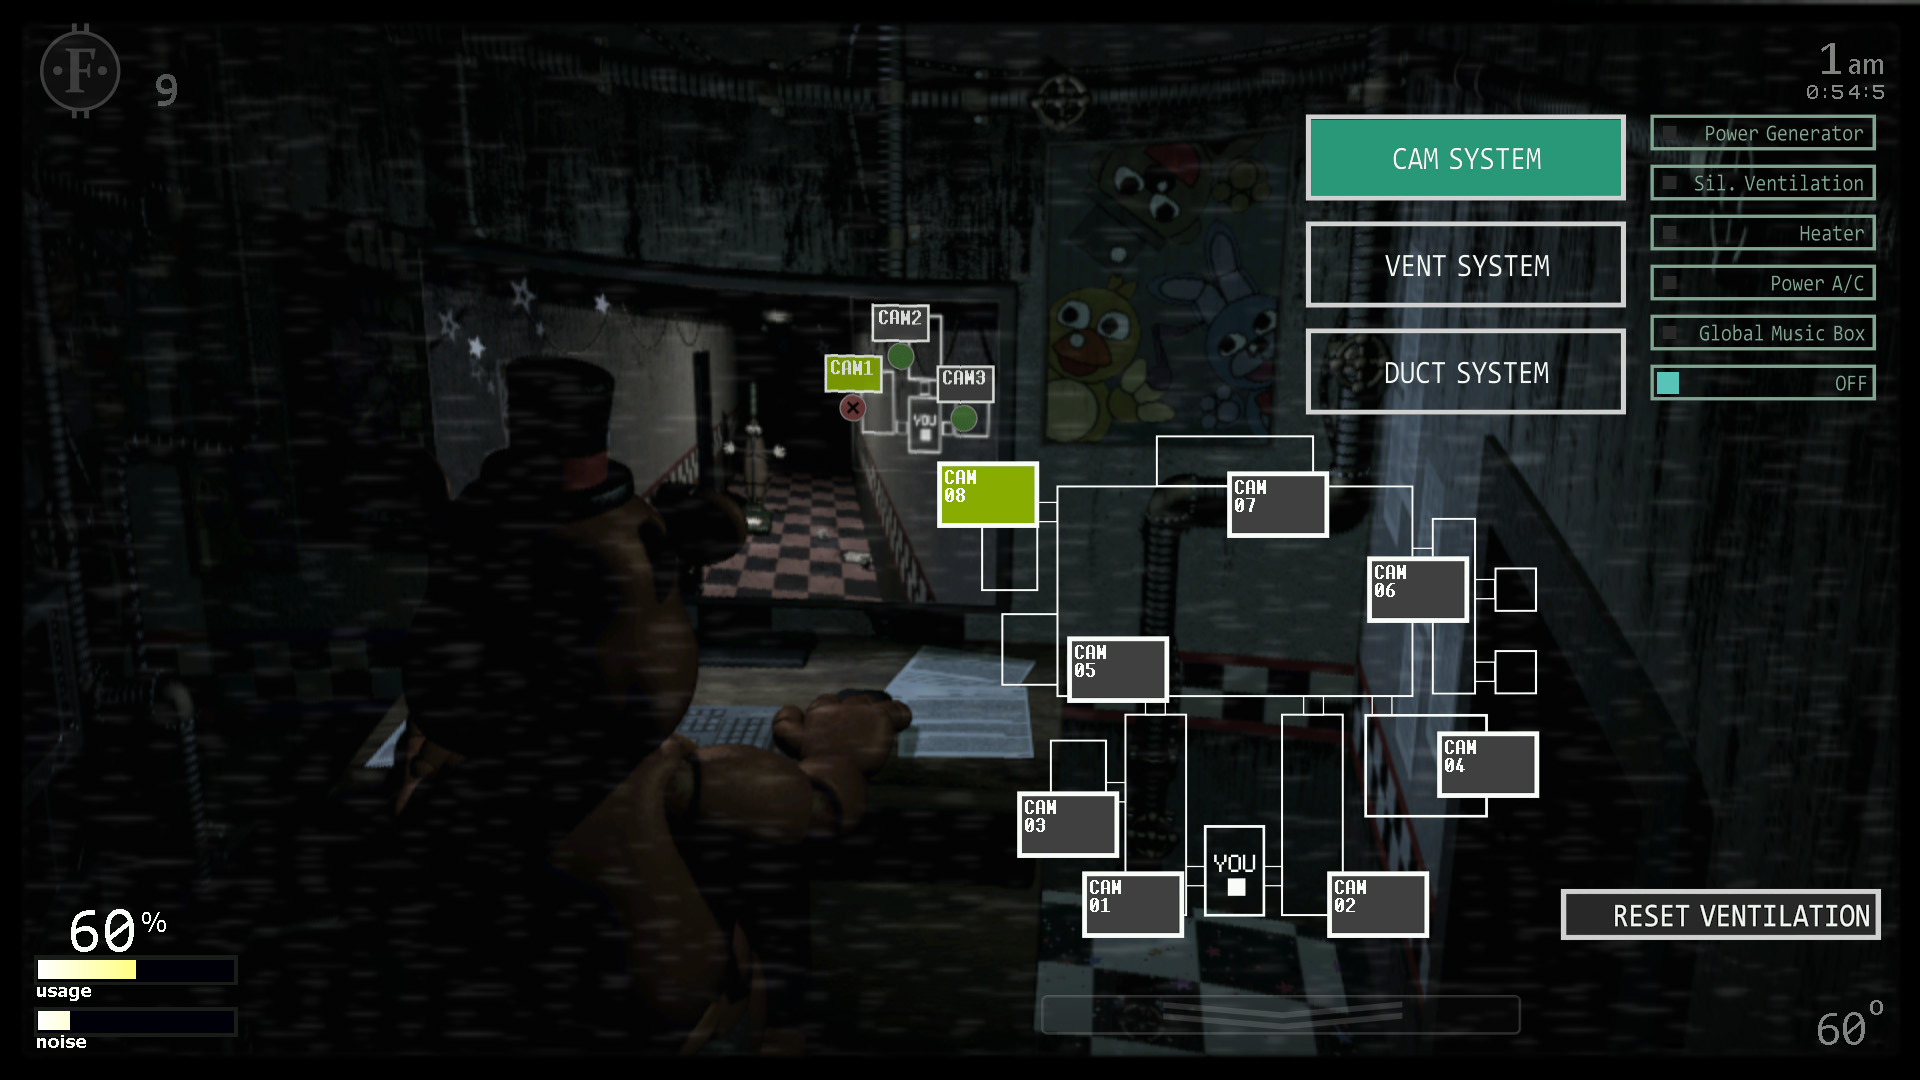 F
9
1 am
0:54:5
CAM SYSTEM
VENT SYSTEM
DUCT SYSTEM
Power Generator
Sil. Ventilation
Heater
Power A/C
Global Music Box
OFF
CAM2
CAM1
CAM3
YOU
CAM
08
CAM
07
CAM
06
CAM
05
CAM
04
CAM
03
YOU
CAM
01
CAM
02
RESET VENTILATION
60%
usage
noise
60°